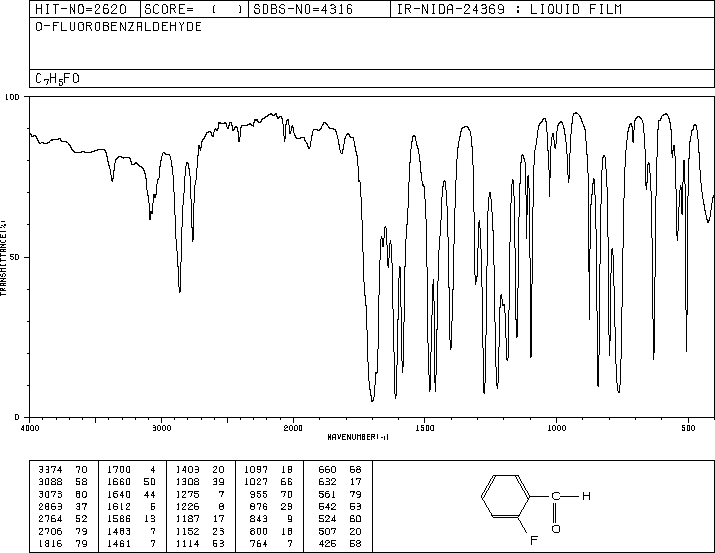 HIT-NO=2620 SCORE= ( ) SDBS-NO=4316 IR-NIDA-24369 : LIQUID FILM
O-FLUOROBENZALDEHYDE
C7H5FO
100
50
0
TRANSMITTANCE(%)
4000 3000 2000 1500 1000 500
WAVENUMBER(-1)
3374 70 1700 4 1403 20 1097 18 660 68
3088 58 1660 50 1308 39 1027 66 632 17
3073 60 1640 44 1275 7 955 70 561 79
2863 37 1612 5 1226 8 876 29 542 53
2764 52 1586 13 1187 17 843 9 524 60
2706 79 1483 7 1152 23 800 18 507 20
1816 79 1461 7 1114 53 764 7 426 58
C H
F O